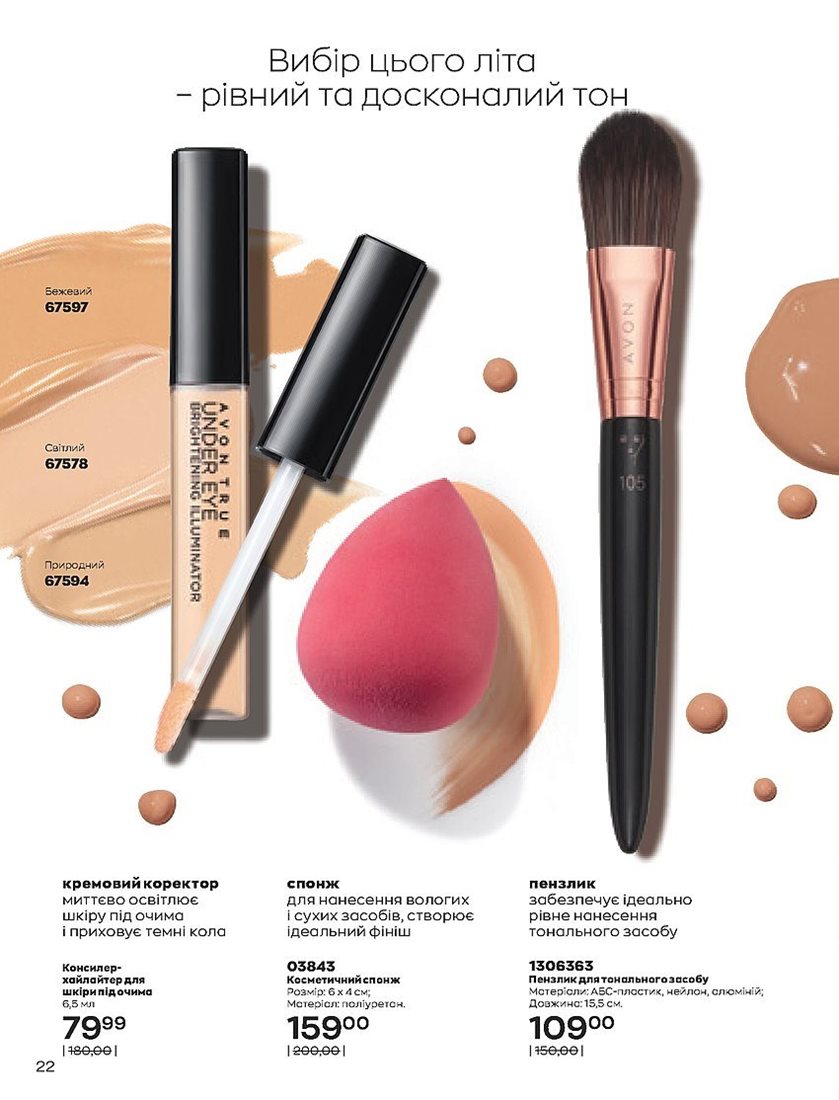 Вибір цього літа
– рівний та досконалий тон
Бежевий
67597
Світлий
67578
Природний
67594
AVON TRUE
UNDER EYE
BRIGHTENING ILLUMINATOR
AVON
105
кремовий коректор
миттєво освітлює
шкіру під очима
і приховує темні кола
Консилер-
хайлайтер для
шкіри під очима
6,5 мл
79⁹⁹
|180,00|
спонж
для нанесення вологих
і сухих засобів, створює
ідеальний фініш
03843
Косметичний спонж
Розмір: 6 х 4 см;
Матеріал: поліуретан.
159⁰⁰
|200,00|
пензлик
забезпечує ідеально
рівне нанесення
тонального засобу
1306363
Пензлик для тонального засобу
Матеріали: АБС-пластик, нейлон, алюміній;
Довжина: 15,5 см.
109⁰⁰
|150,00|
22